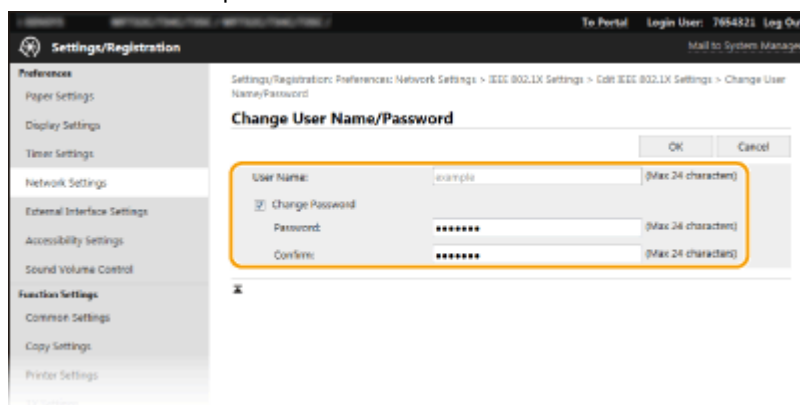 To Portal Login User: 7654321 Log Ou
Settings/Registration
Mail to System Manage
Preferences
Paper Settings
Display Settings
Timer Settings
Network Settings
External Interface Settings
Accessibility Settings
Sound Volume Control
Function Settings
Common Settings
Copy Settings
Printer Settings
Settings/Registration: Preferences: Network Settings > IEEE 802.1X Settings > Edit IEEE 802.1X Settings > Change User
Name/Password
Change User Name/Password
OK Cancel
User Name: example (Max 24 characters)
Change Password
Password: ••••••• (Max 24 characters)
Confirm: ••••••• (Max 24 characters)